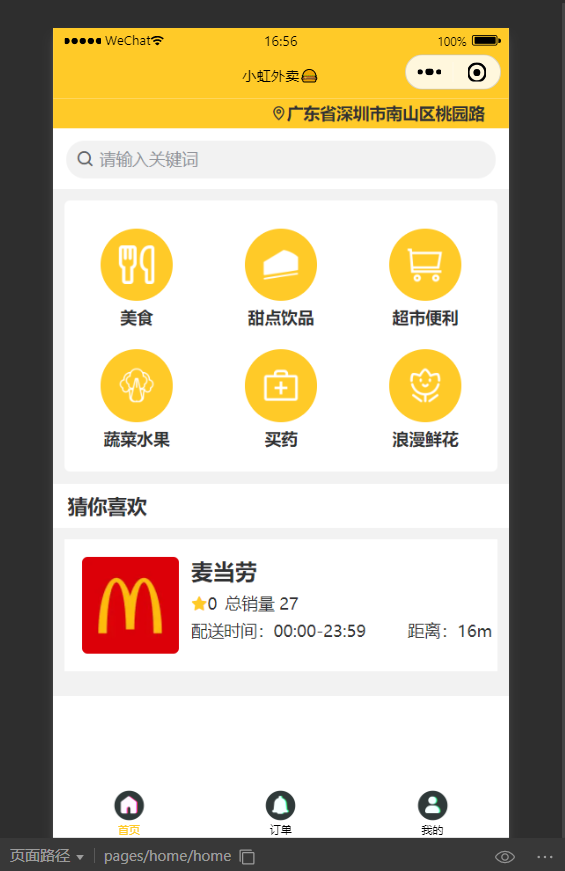 WeChat 16:56 100%
小虹外卖
广东省深圳市南山区桃园路
请输入关键词
美食 甜点饮品 超市便利
蔬菜水果 买药 浪漫鲜花
猜你喜欢
麦当劳
0 总销量 27
配送时间：00:00-23:59 距离：16m
首页 订单 我的
页面路径 pages/home/home